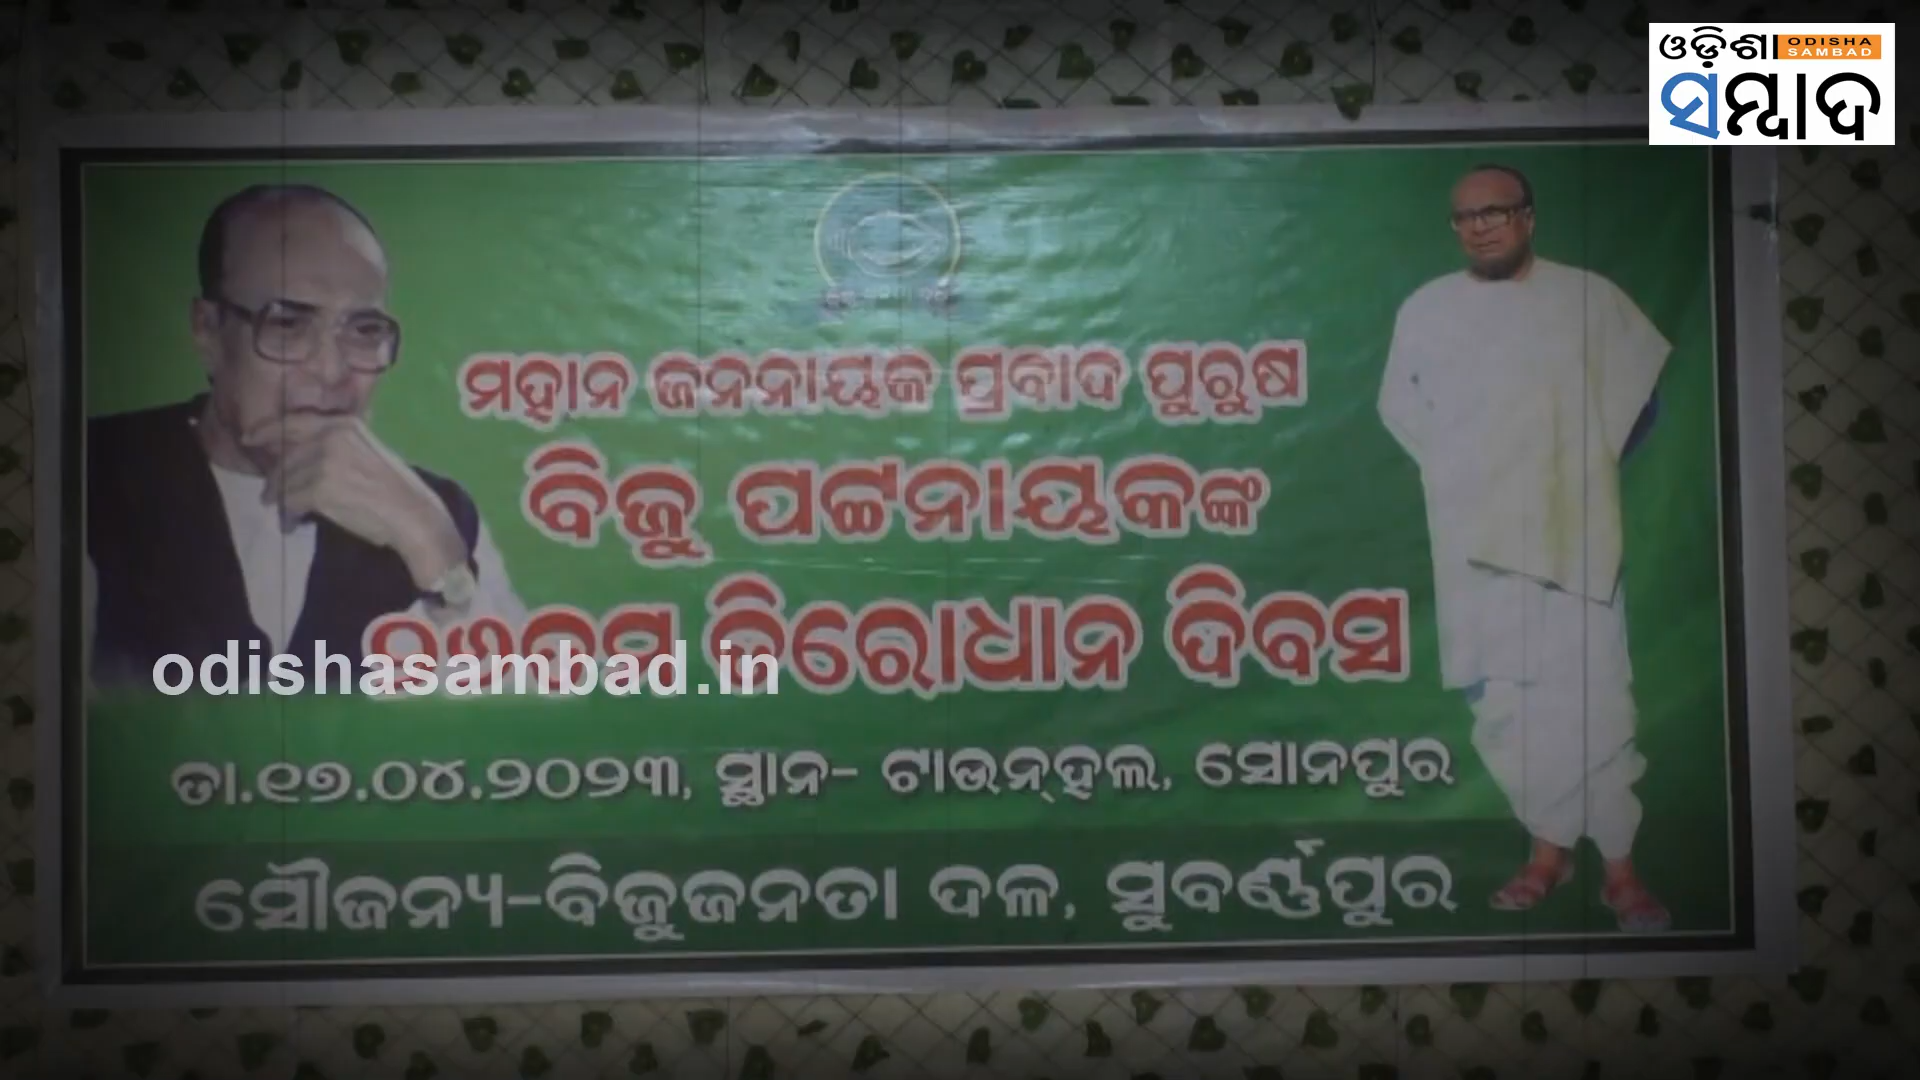 ଓଡ଼ିଶା ODISHA SAMBAD
ସମ୍ବାଦ
ମହାନ ଜନନାୟକ ପ୍ରବାଦ ପୁରୁଷ
ବିଜୁ ପଟ୍ଟନାୟକଙ୍କ
ତିରୋଧାନ ଦିବସ
odishasambad.in
ତା.୧୭.୦୪.୨୦୨୩, ସ୍ଥାନ- ଟାଉନ୍‌ହଲ, ସୋନପୁର
ସୌଜନ୍ୟ-ବିଜୁଜନତା ଦଳ, ସୁବର୍ଣ୍ଣପୁର